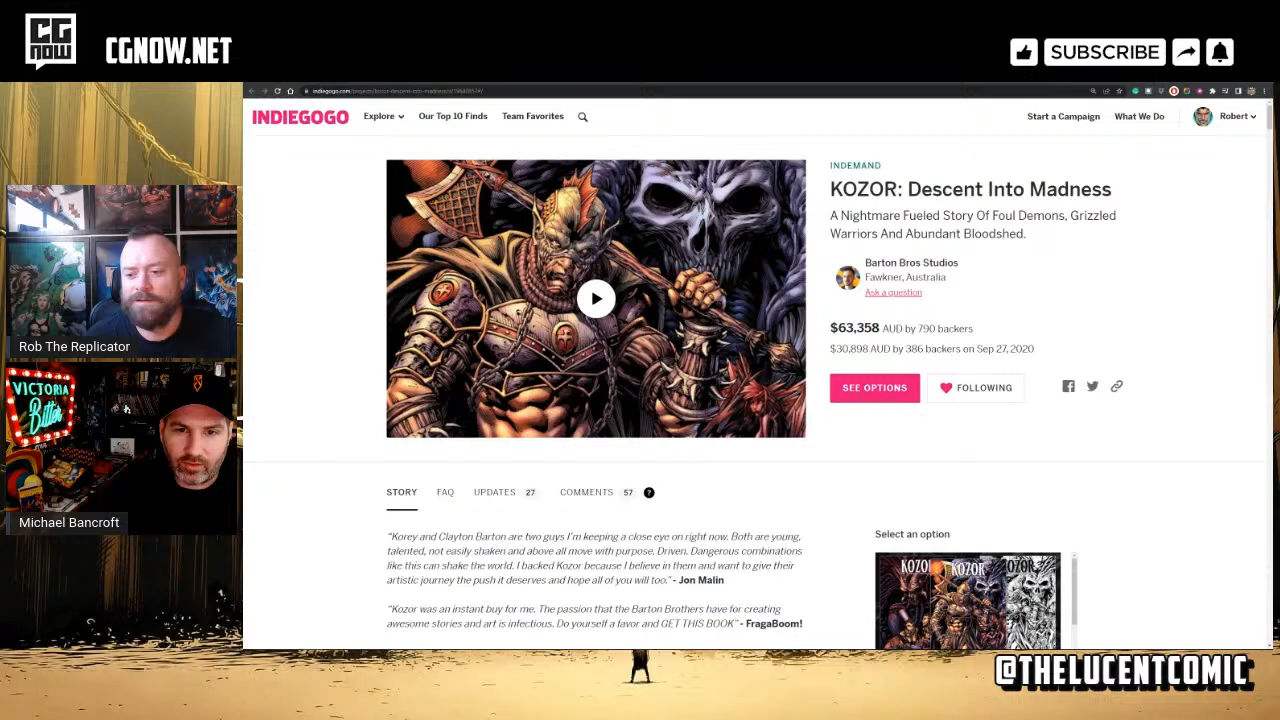 CG
NOW
CGNOW.NET
SUBSCRIBE
INDIEGOGO
Explore
Our Top 10 Finds
Team Favorites
Start a Campaign
What We Do
Robert
INDEMAND
KOZOR: Descent Into Madness
A Nightmare Fueled Story Of Foul Demons, Grizzled
Warriors And Abundant Bloodshed.
Barton Bros Studios
Fawkner, Australia
Ask a question
$63,358 AUD by 790 backers
$30,898 AUD by 386 backers on Sep 27, 2020
SEE OPTIONS
FOLLOWING
Rob The Replicator
VICTORIA
Bitter
Michael Bancroft
STORY
FAQ
UPDATES 27
COMMENTS 57 ?
“Korey and Clayton Barton are two guys I'm keeping a close eye on right now. Both are young,
talented, not easily shaken and above all move with purpose. Driven. Dangerous combinations
like this can shake the world. I backed Kozor because I believe in them and want to give their
artistic journey the push it deserves and hope all of you will too.” - Jon Malin
“Kozor was an instant buy for me. The passion that the Barton Brothers have for creating
awesome stories and art is infectious. Do yourself a favor and GET THIS BOOK” - FragaBoom!
Select an option
KOZOR
@THELUCENTCOMIC